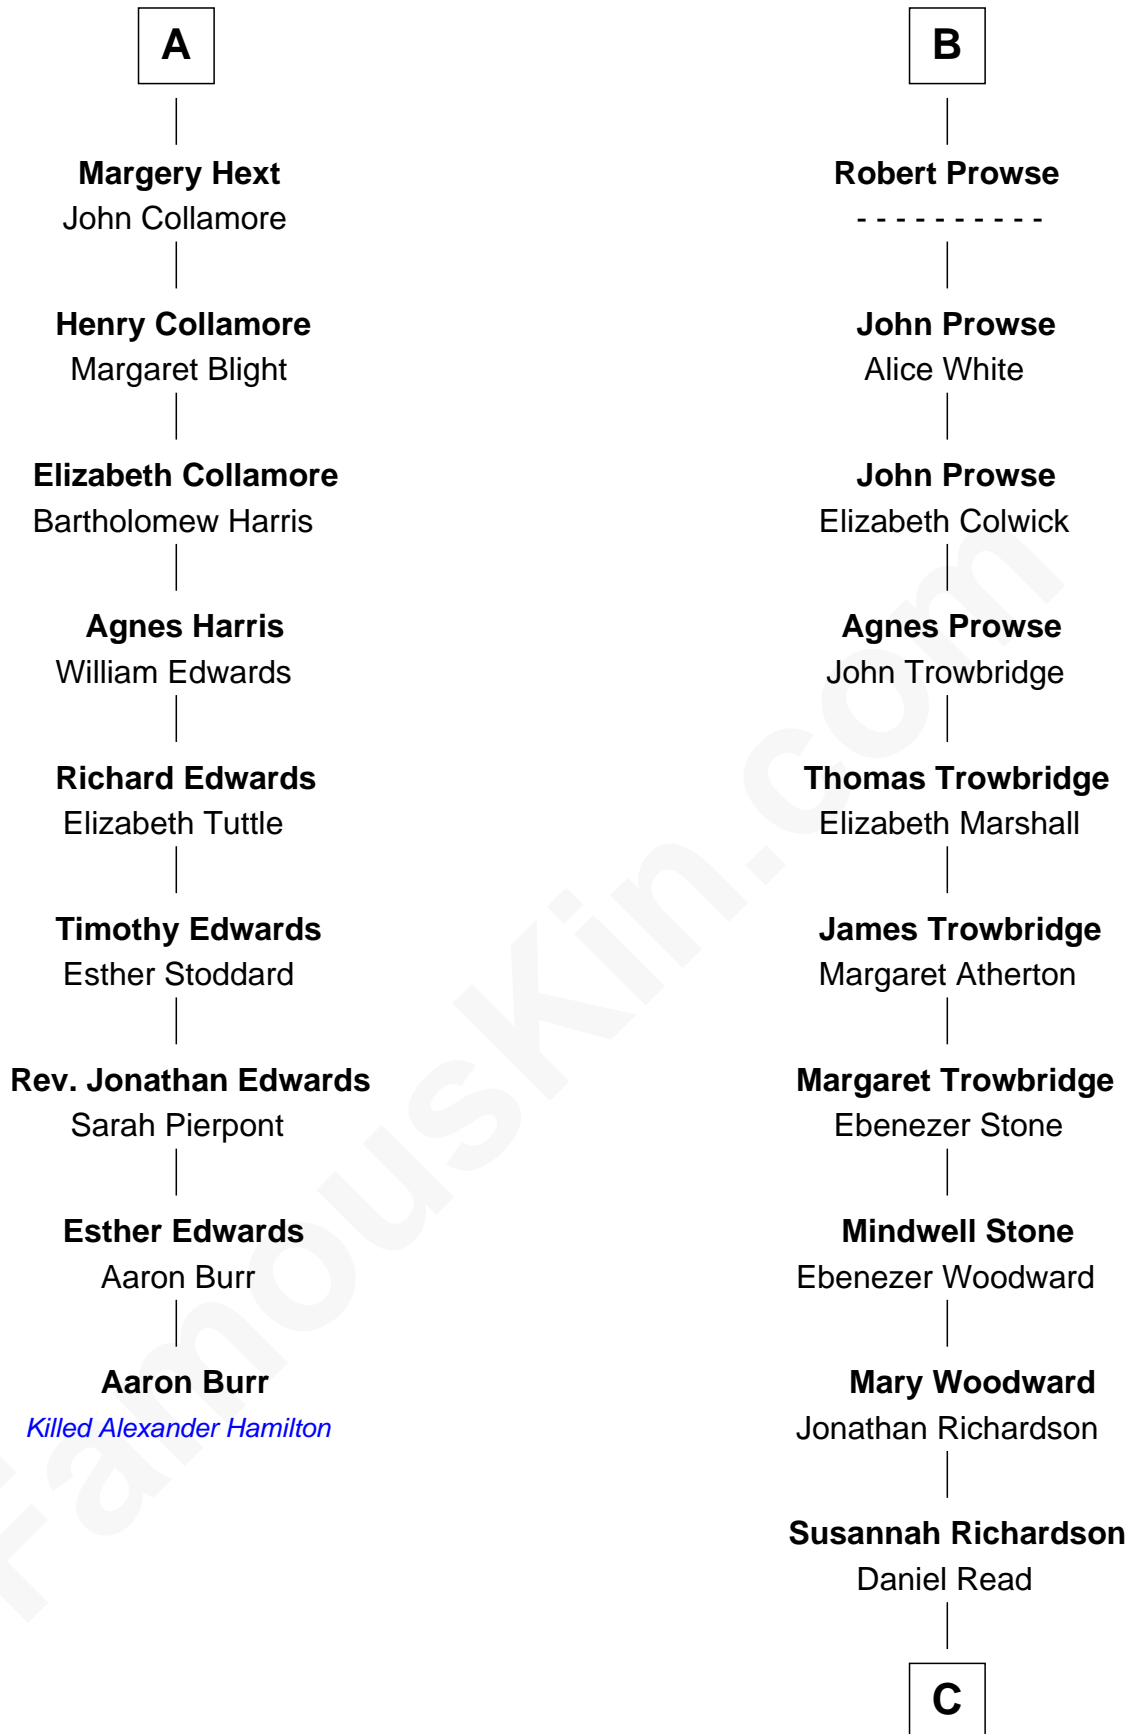 A
Margery Hext
John Collamore
Henry Collamore
Margaret Blight
Elizabeth Collamore
Bartholomew Harris
Agnes Harris
William Edwards
Richard Edwards
Elizabeth Tuttle
Timothy Edwards
Esther Stoddard
Rev. Jonathan Edwards
Sarah Pierpont
Esther Edwards
Aaron Burr
Aaron Burr
Killed Alexander Hamilton
B
Robert Prowse
- - - - - - - - - -
John Prowse
Alice White
John Prowse
Elizabeth Colwick
Agnes Prowse
John Trowbridge
Thomas Trowbridge
Elizabeth Marshall
James Trowbridge
Margaret Atherton
Margaret Trowbridge
Ebenezer Stone
Mindwell Stone
Ebenezer Woodward
Mary Woodward
Jonathan Richardson
Susannah Richardson
Daniel Read
C
FamousKin.com